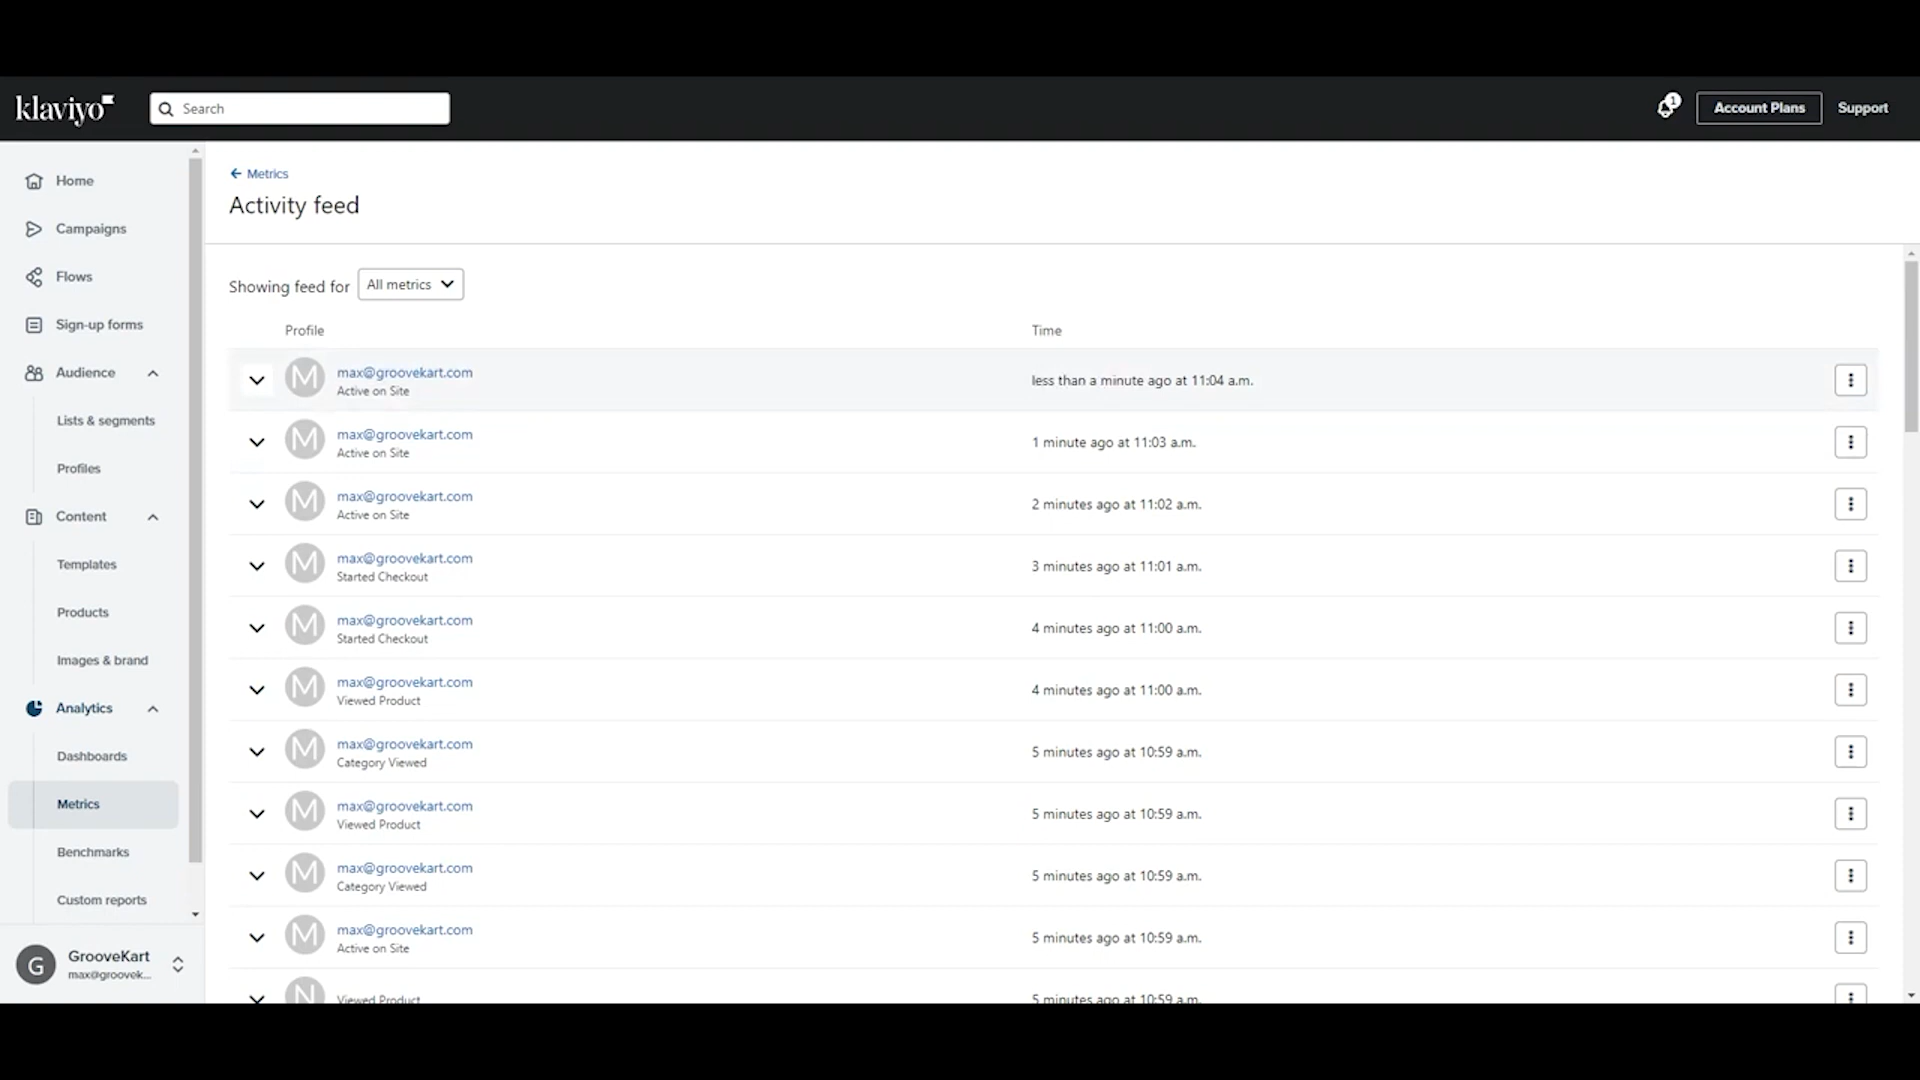 klaviyo
Search
1
Account Plans
Support
Home
Campaigns
Flows
Sign-up forms
Audience
Lists & segments
Profiles
Content
Templates
Products
Images & brand
Analytics
Dashboards
Metrics
Benchmarks
Custom reports
G
GrooveKart
max@groovek...
Metrics
Activity feed
Showing feed for All metrics
Profile Time
M max@groovekart.com
Active on Site
less than a minute ago at 11:04 a.m.
M max@groovekart.com
Active on Site
1 minute ago at 11:03 a.m.
M max@groovekart.com
Active on Site
2 minutes ago at 11:02 a.m.
M max@groovekart.com
Started Checkout
3 minutes ago at 11:01 a.m.
M max@groovekart.com
Started Checkout
4 minutes ago at 11:00 a.m.
M max@groovekart.com
Viewed Product
4 minutes ago at 11:00 a.m.
M max@groovekart.com
Category Viewed
5 minutes ago at 10:59 a.m.
M max@groovekart.com
Viewed Product
5 minutes ago at 10:59 a.m.
M max@groovekart.com
Category Viewed
5 minutes ago at 10:59 a.m.
M max@groovekart.com
Active on Site
5 minutes ago at 10:59 a.m.
N
Viewed Product
5 minutes ago at 10:59 a.m.